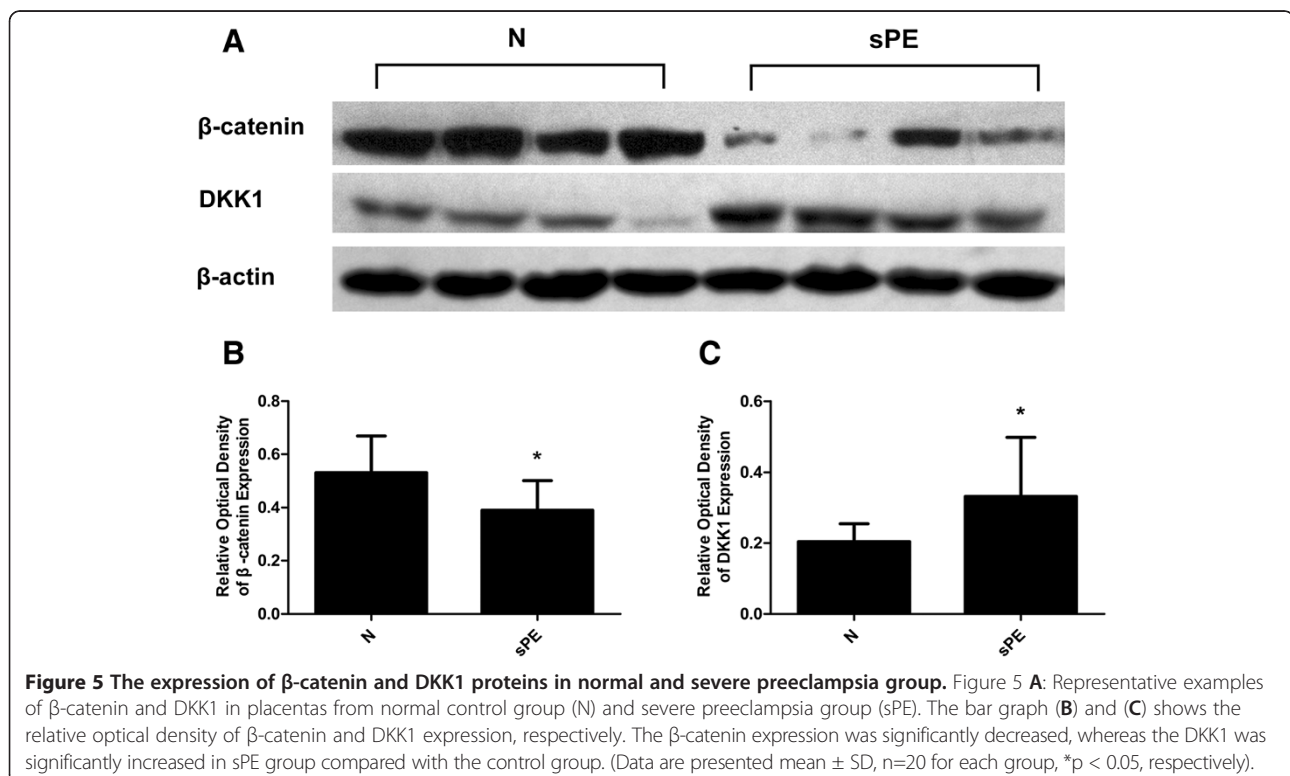 A
N
sPE
β-catenin
DKK1
β-actin
B
Relative Optical Density
of β -catenin Expression
0.8
0.6
0.4
0.2
0.0
*
N
sPE
C
Relative Optical Density
of DKK1 Expression
0.6
0.4
0.2
0.0
*
N
sPE
Figure 5 The expression of β-catenin and DKK1 proteins in normal and severe preeclampsia group. Figure 5 A: Representative examples
of β-catenin and DKK1 in placentas from normal control group (N) and severe preeclampsia group (sPE). The bar graph (B) and (C) shows the
relative optical density of β-catenin and DKK1 expression, respectively. The β-catenin expression was significantly decreased, whereas the DKK1 was
significantly increased in sPE group compared with the control group. (Data are presented mean ± SD, n=20 for each group, *p < 0.05, respectively).